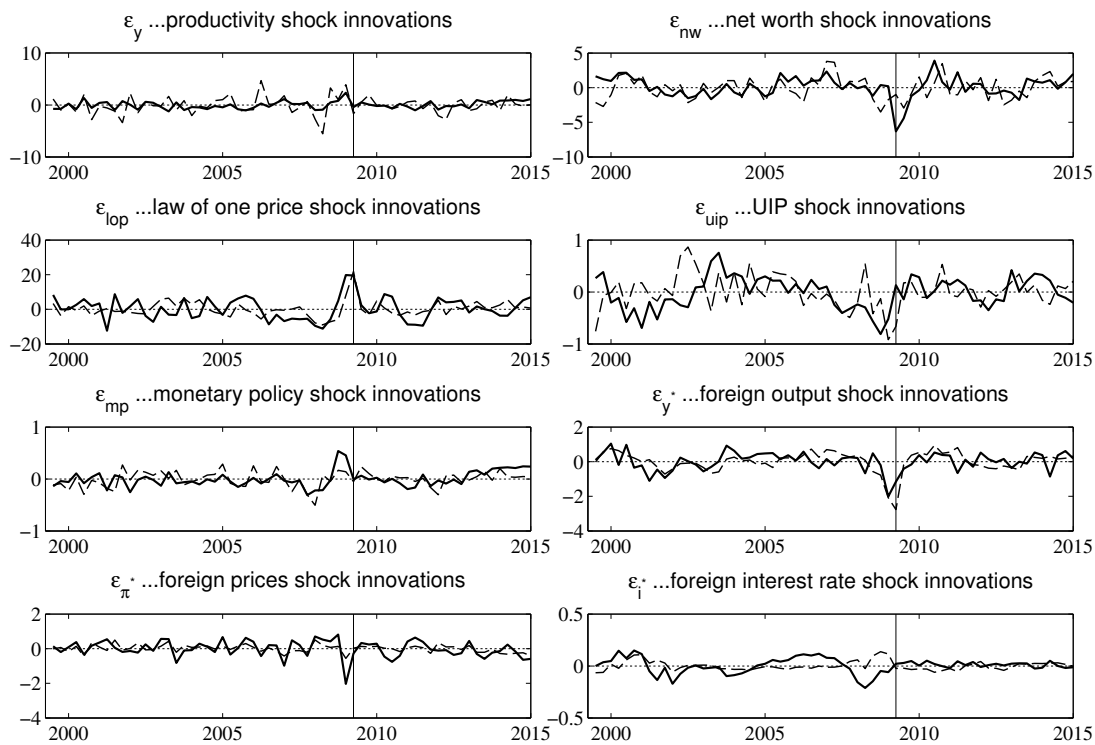 ε_y ...productivity shock innovations
10
0
−10
2000 2005 2010 2015
ε_nw ...net worth shock innovations
5
0
−5
−10
2000 2005 2010 2015
ε_lop ...law of one price shock innovations
40
20
0
−20
2000 2005 2010 2015
ε_uip ...UIP shock innovations
1
0
−1
2000 2005 2010 2015
ε_mp ...monetary policy shock innovations
1
0
−1
2000 2005 2010 2015
ε_y* ...foreign output shock innovations
2
0
−2
−4
2000 2005 2010 2015
ε_π* ...foreign prices shock innovations
2
0
−2
−4
2000 2005 2010 2015
ε_i* ...foreign interest rate shock innovations
0.5
0
−0.5
2000 2005 2010 2015